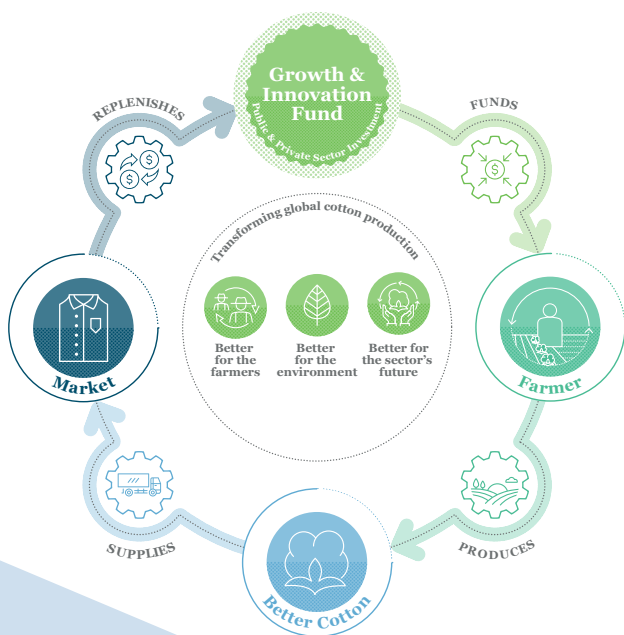 Growth &
Innovation
Fund
Public & Private Sector Investment
REPLENISHES
FUNDS
$
$
$
Transforming global cotton production
Better
for the
farmers
Better
for the
environment
Better for
the sector's
future
Market
Farmer
SUPPLIES
PRODUCES
Better Cotton